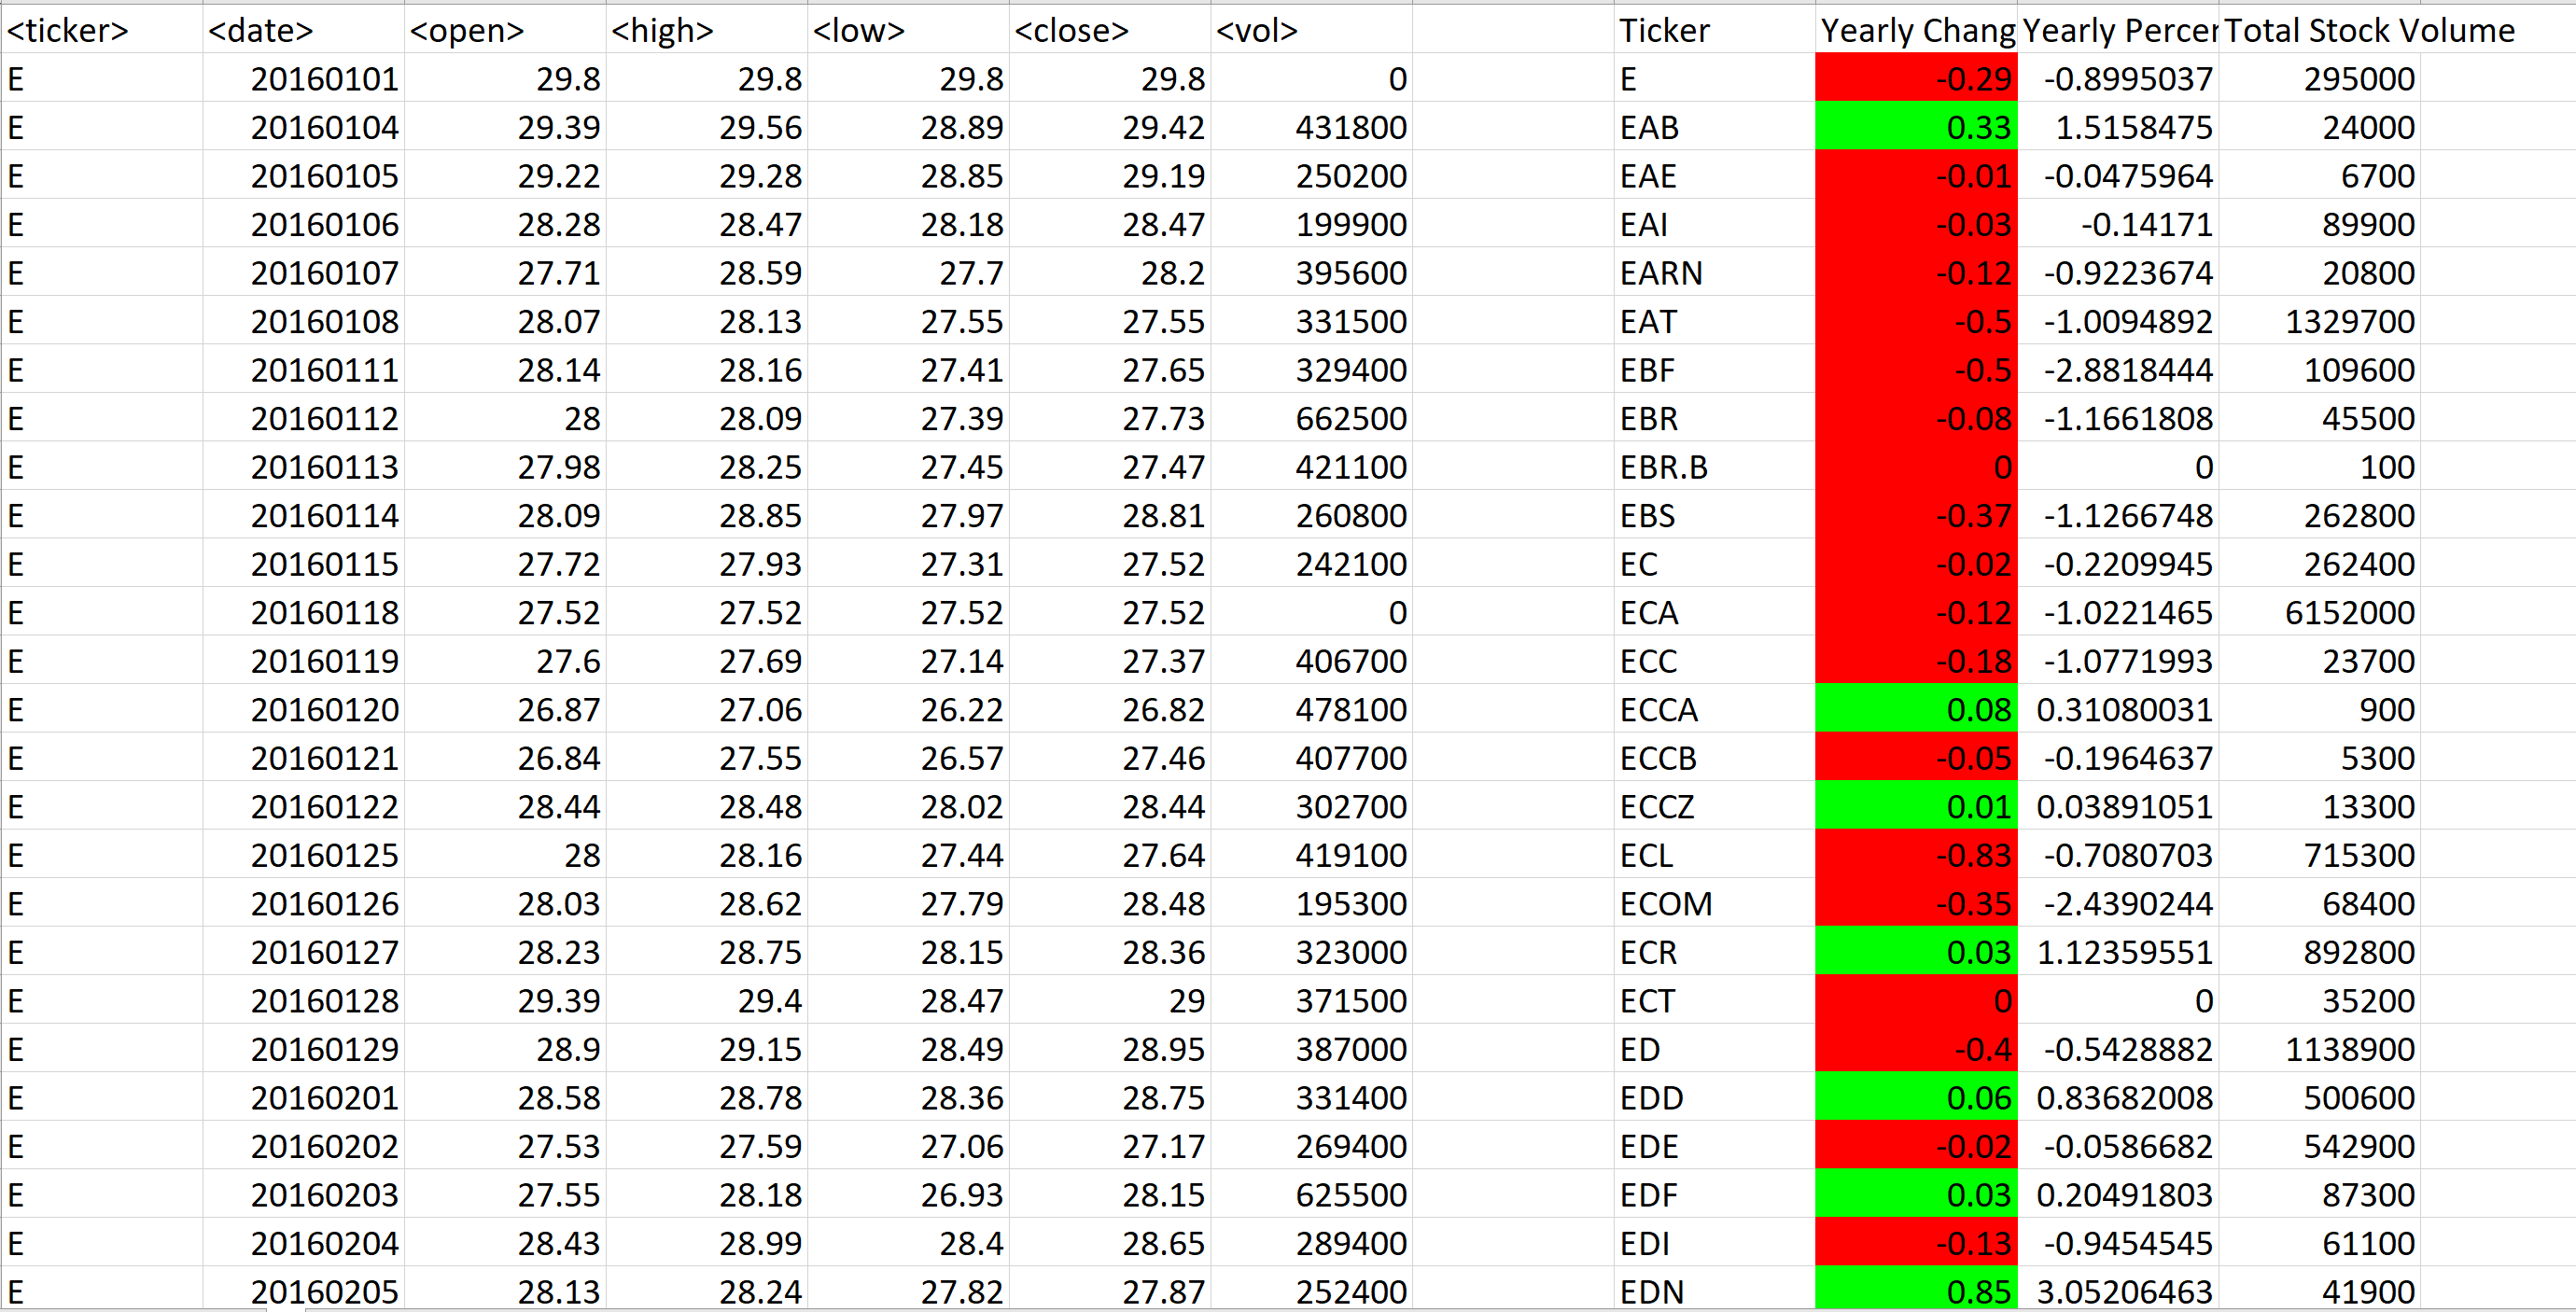 <ticker> <date> <open> <high> <low> <close> <vol> Ticker Yearly Chang Yearly Percer Total Stock Volume
E 20160101 29.8 29.8 29.8 29.8 0 E -0.29 -0.8995037 295000
E 20160104 29.39 29.56 28.89 29.42 431800 EAB 0.33 1.5158475 24000
E 20160105 29.22 29.28 28.85 29.19 250200 EAE -0.01 -0.0475964 6700
E 20160106 28.28 28.47 28.18 28.47 199900 EAI -0.03 -0.14171 89900
E 20160107 27.71 28.59 27.7 28.2 395600 EARN -0.12 -0.9223674 20800
E 20160108 28.07 28.13 27.55 27.55 331500 EAT -0.5 -1.0094892 1329700
E 20160111 28.14 28.16 27.41 27.65 329400 EBF -0.5 -2.8818444 109600
E 20160112 28 28.09 27.39 27.73 662500 EBR -0.08 -1.1661808 45500
E 20160113 27.98 28.25 27.45 27.47 421100 EBR.B 0 0 100
E 20160114 28.09 28.85 27.97 28.81 260800 EBS -0.37 -1.1266748 262800
E 20160115 27.72 27.93 27.31 27.52 242100 EC -0.02 -0.2209945 262400
E 20160118 27.52 27.52 27.52 27.52 0 ECA -0.12 -1.0221465 6152000
E 20160119 27.6 27.69 27.14 27.37 406700 ECC -0.18 -1.0771993 23700
E 20160120 26.87 27.06 26.22 26.82 478100 ECCA 0.08 0.31080031 900
E 20160121 26.84 27.55 26.57 27.46 407700 ECCB -0.05 -0.1964637 5300
E 20160122 28.44 28.48 28.02 28.44 302700 ECCZ 0.01 0.03891051 13300
E 20160125 28 28.16 27.44 27.64 419100 ECL -0.83 -0.7080703 715300
E 20160126 28.03 28.62 27.79 28.48 195300 ECOM -0.35 -2.4390244 68400
E 20160127 28.23 28.75 28.15 28.36 323000 ECR 0.03 1.12359551 892800
E 20160128 29.39 29.4 28.47 29 371500 ECT 0 0 35200
E 20160129 28.9 29.15 28.49 28.95 387000 ED -0.4 -0.5428882 1138900
E 20160201 28.58 28.78 28.36 28.75 331400 EDD 0.06 0.83682008 500600
E 20160202 27.53 27.59 27.06 27.17 269400 EDE -0.02 -0.0586682 542900
E 20160203 27.55 28.18 26.93 28.15 625500 EDF 0.03 0.20491803 87300
E 20160204 28.43 28.99 28.4 28.65 289400 EDI -0.13 -0.9454545 61100
E 20160205 28.13 28.24 27.82 27.87 252400 EDN 0.85 3.05206463 41900